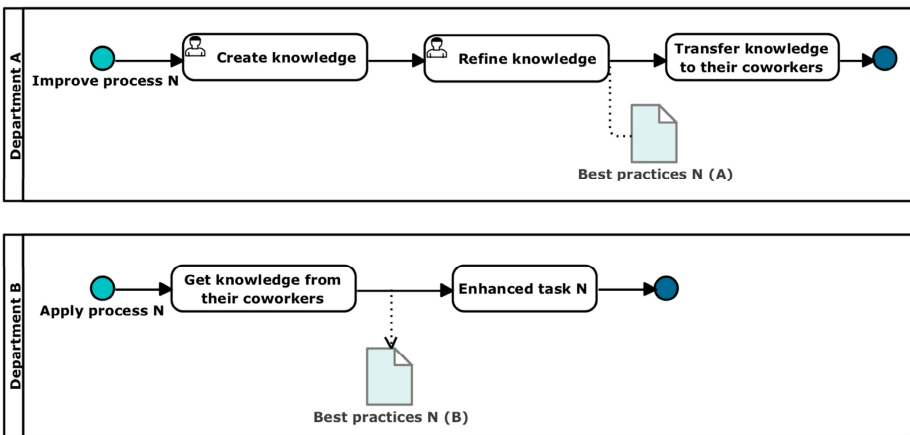 Department A
Improve process N
Create knowledge
Refine knowledge
Transfer knowledge
to their coworkers
Best practices N (A)
Department B
Apply process N
Get knowledge from
their coworkers
Enhanced task N
Best practices N (B)